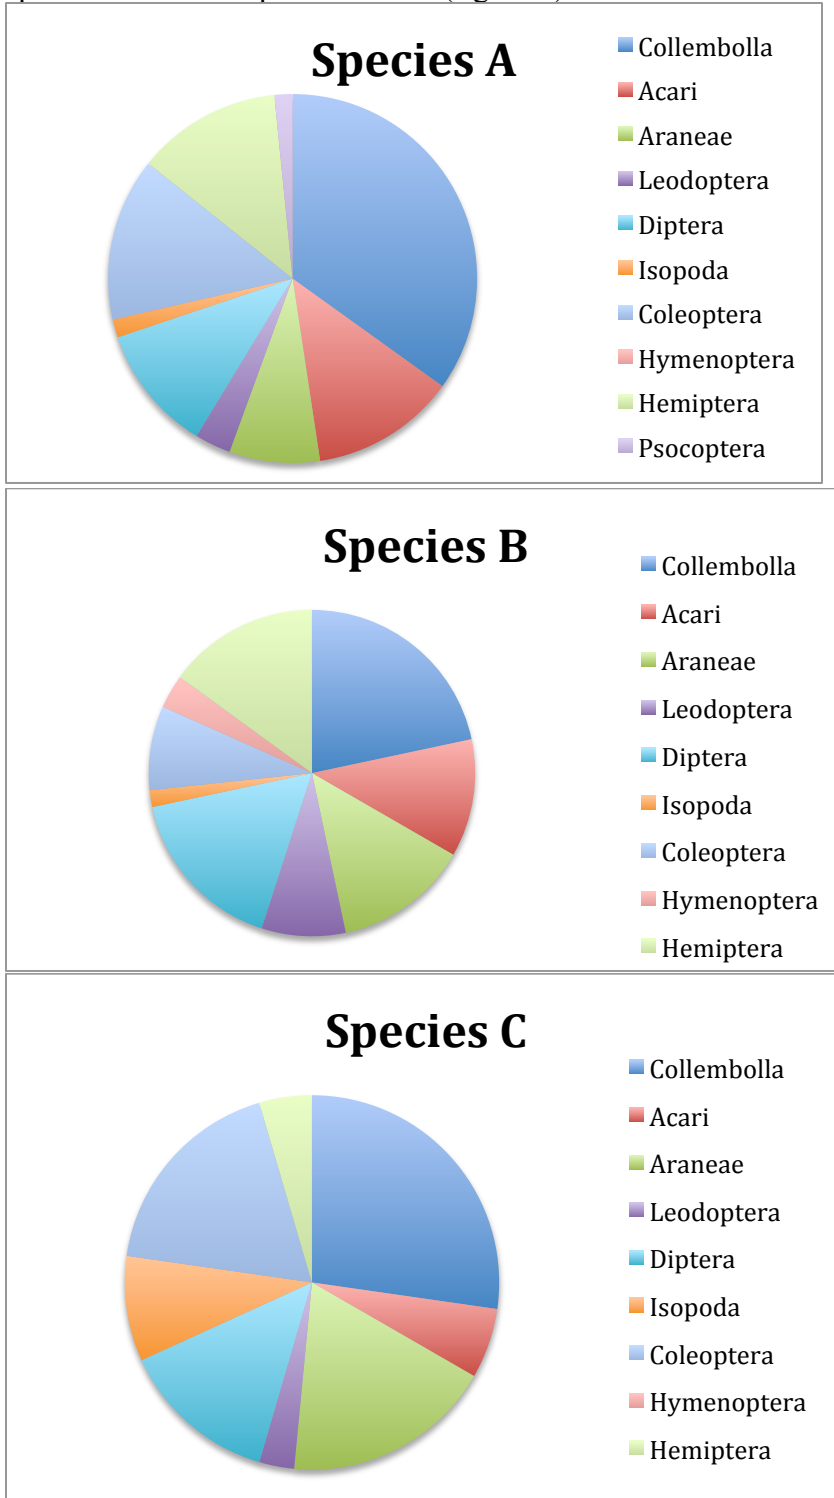 Species A
Collembolla
Acari
Araneae
Leodoptera
Diptera
Isopoda
Coleoptera
Hymenoptera
Hemiptera
Psocoptera
Species B
Collembolla
Acari
Araneae
Leodoptera
Diptera
Isopoda
Coleoptera
Hymenoptera
Hemiptera
Species C
Collembolla
Acari
Araneae
Leodoptera
Diptera
Isopoda
Coleoptera
Hymenoptera
Hemiptera